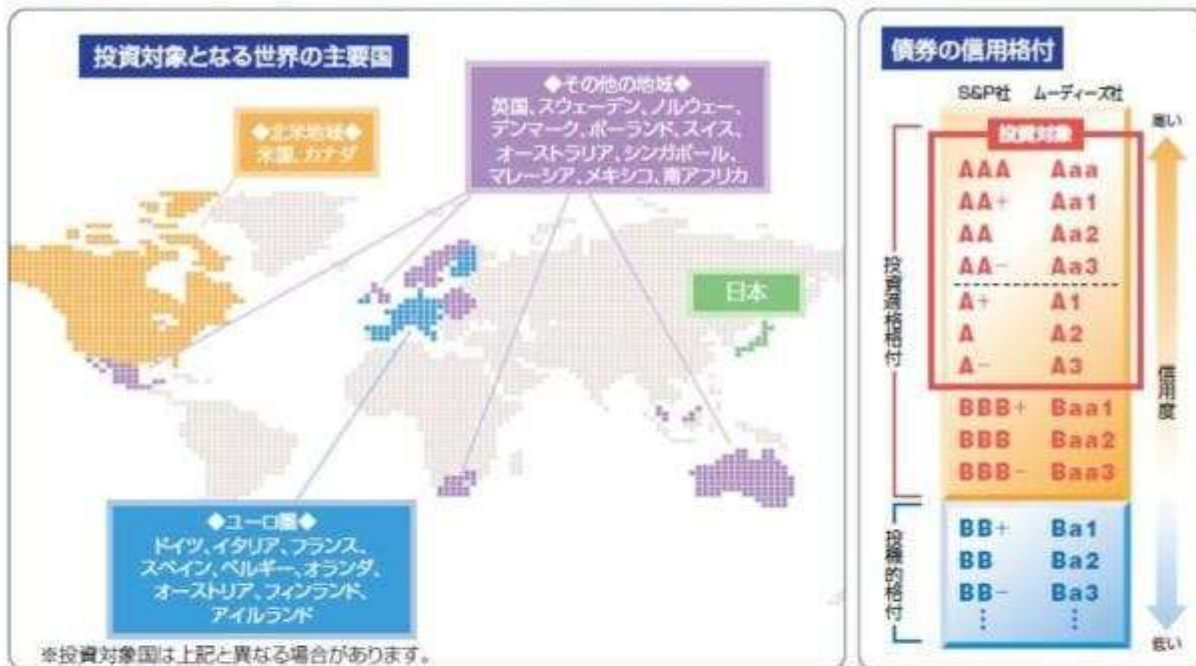 投資対象となる世界の主要国
◆北米地域◆
米国、カナダ
◆その他の地域◆
英国、スウェーデン、ノルウェー、
デンマーク、ポーランド、スイス、
オーストラリア、シンガポール、
マレーシア、メキシコ、南アフリカ
日本
◆ユーロ圏◆
ドイツ、イタリア、フランス、
スペイン、ベルギー、オランダ、
オーストリア、フィンランド、
アイルランド
※投資対象国は上記と異なる場合があります。
債券の信用格付
S&P社 ムーディーズ社
投資対象
高い
AAA Aaa
AA+ Aa1
AA Aa2
AA- Aa3
A+ A1
A A2
A- A3
BBB+ Baa1
BBB Baa2
BBB- Baa3
BB+ Ba1
BB Ba2
BB- Ba3
⋮ ⋮
投資適格格付
投機的格付
信用度
低い